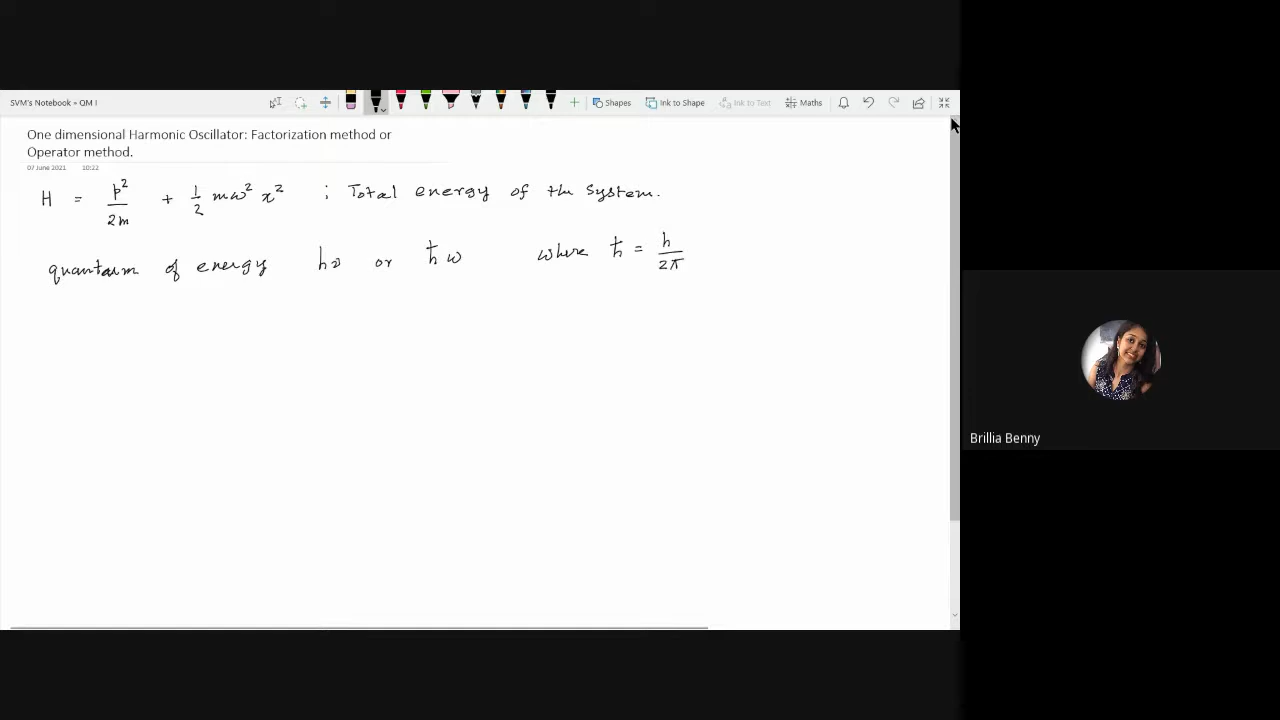 SVM's Notebook » QM I
Shapes Ink to Shape Ink to Text Maths
One dimensional Harmonic Oscillator: Factorization method or
Operator method.
07 June 2021 10:22
H = p²/2m + 1/2 mω² x² ; Total energy of the system.
quantum of energy hν or ħω where ħ = h/2π
Brillia Benny